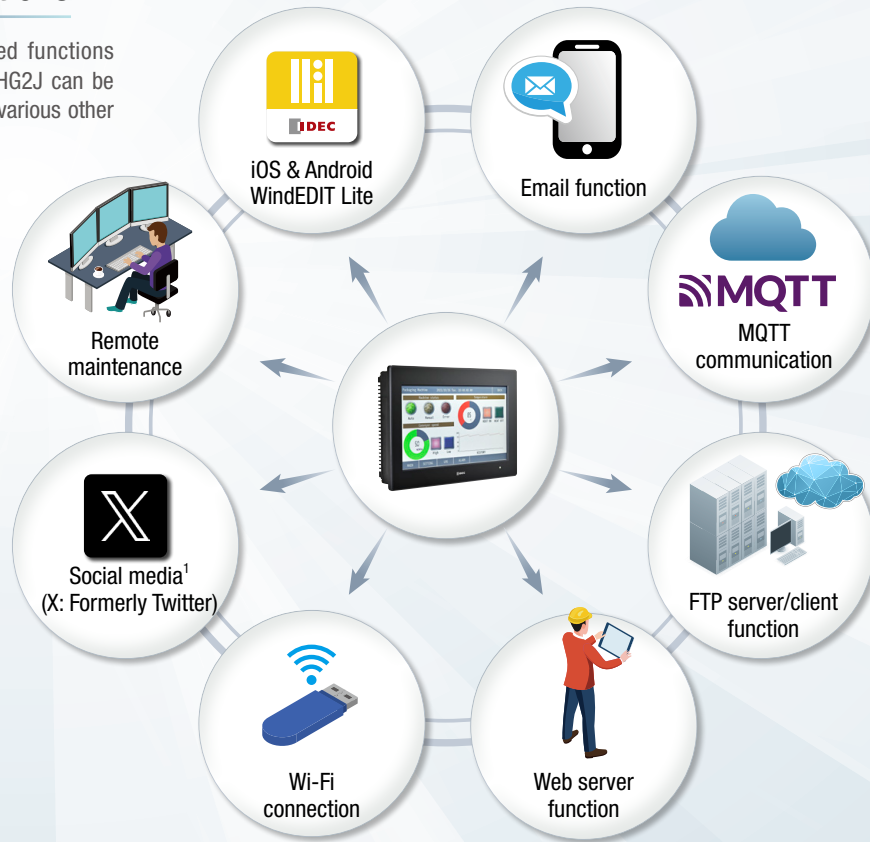 ed functions
HG2J can be
various other
IDEC
iOS & Android
WindEDIT Lite
Email function
MQTT
MQTT
communication
Remote
maintenance
Social media¹
(X: Formerly Twitter)
FTP server/client
function
Wi-Fi
connection
Web server
function